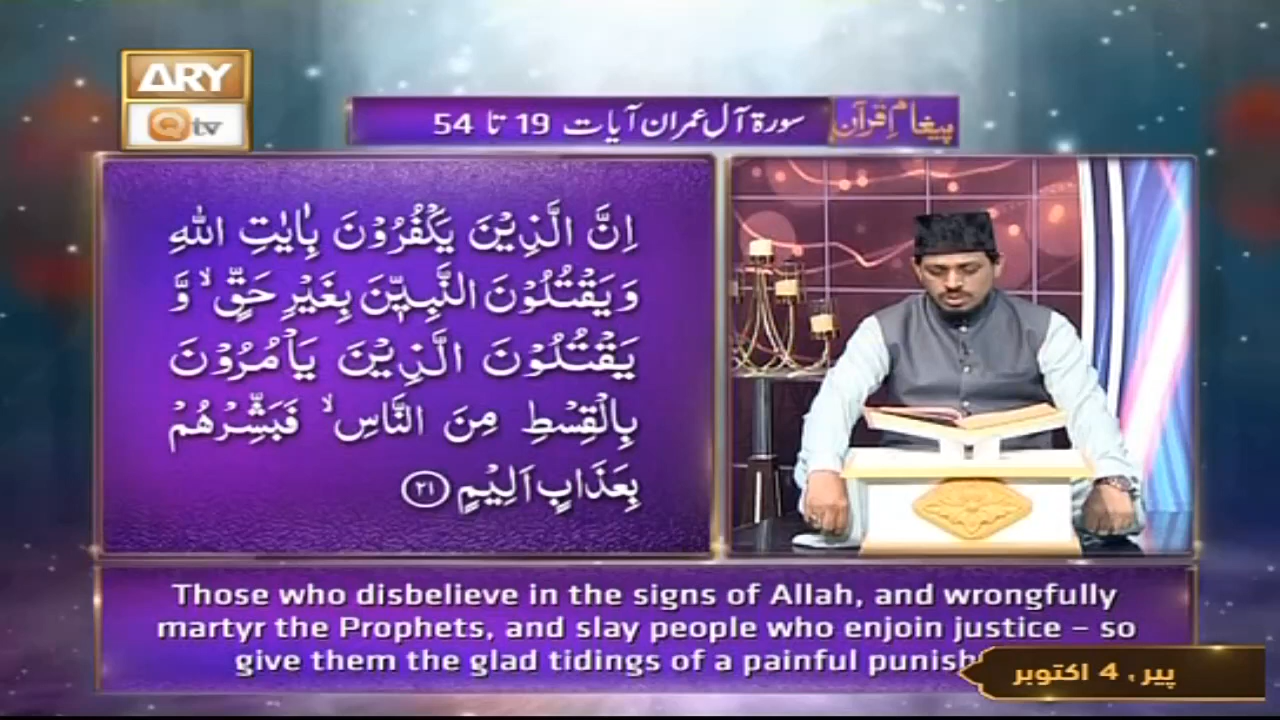 ARY
Qtv
پیغامِ قرآن
سورۃ آل عمران آیات 19 تا 54
اِنَّ الَّذِیْنَ یَكْفُرُوْنَ بِاٰیٰتِ اللّٰهِ
وَ یَقْتُلُوْنَ النَّبِیّٖنَ بِغَیْرِ حَقٍّ ۙ وَّ
یَقْتُلُوْنَ الَّذِیْنَ یَاْمُرُوْنَ
بِالْقِسْطِ مِنَ النَّاسِ ۙ فَبَشِّرْهُمْ
بِعَذَابٍ اَلِیْمٍ ﴿۲۱﴾
Those who disbelieve in the signs of Allah, and wrongfully
martyr the Prophets, and slay people who enjoin justice – so
give them the glad tidings of a painful
پیر، 4 اکتوبر